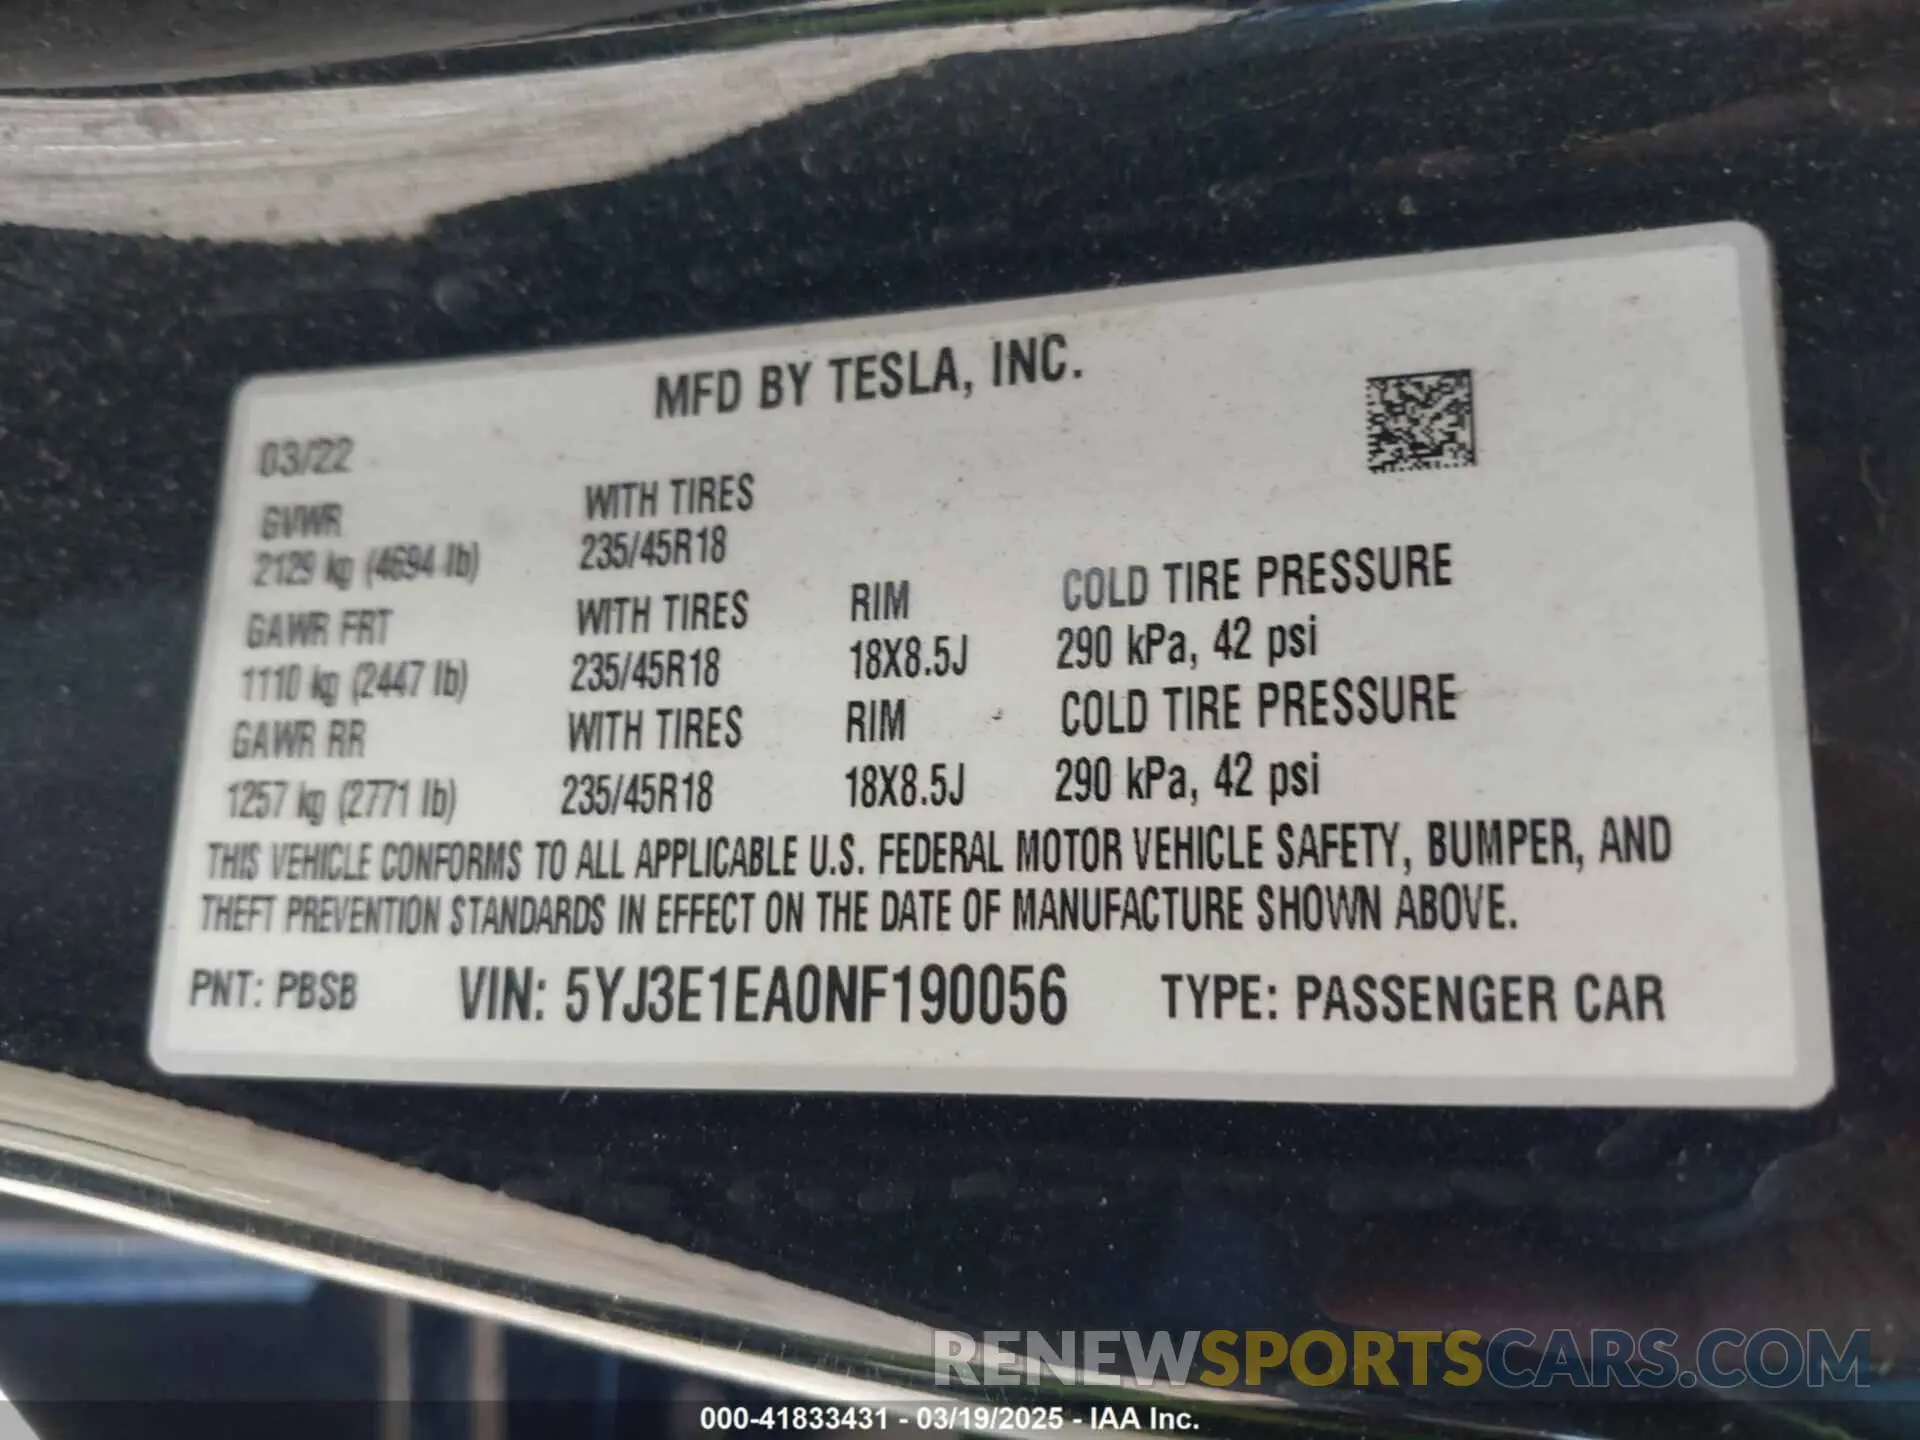 MFD BY TESLA, INC.
03/22
GVWR WITH TIRES
2129 kg (4694 lb) 235/45R18
GAWR FRT WITH TIRES RIM COLD TIRE PRESSURE
1110 kg (2447 lb) 235/45R18 18X8.5J 290 kPa, 42 psi
GAWR RR WITH TIRES RIM COLD TIRE PRESSURE
1257 kg (2771 lb) 235/45R18 18X8.5J 290 kPa, 42 psi
THIS VEHICLE CONFORMS TO ALL APPLICABLE U.S. FEDERAL MOTOR VEHICLE SAFETY, BUMPER, AND
THEFT PREVENTION STANDARDS IN EFFECT ON THE DATE OF MANUFACTURE SHOWN ABOVE.
PNT: PBSB VIN: 5YJ3E1EA0NF190056 TYPE: PASSENGER CAR
RENEWSPORTSCARS.COM
000-41833431 - 03/19/2025 - IAA Inc.